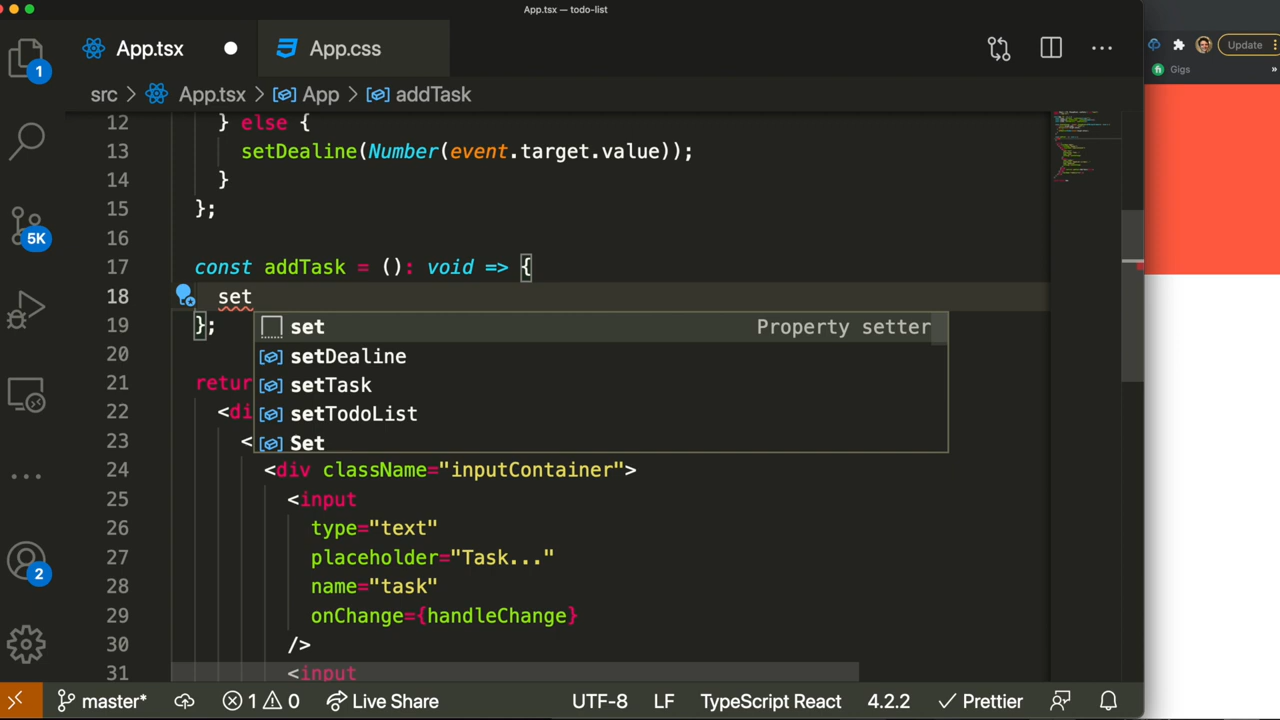 App.tsx — todo-list
App.tsx
App.css
Update
src > App.tsx > App > addTask
Gigs
»
1
5K
2
12 } else {
13 setDealine(Number(event.target.value));
14 }
15 };
16
17 const addTask = (): void => {
18 set
set Property setter
19 };
setDealine
20
setTask
21 retur
setTodoList
22 <di
Set
23 <
24 <div className="inputContainer">
25 <input
26 type="text"
27 placeholder="Task..."
28 name="task"
29 onChange={handleChange}
30 />
31 <input
master* 1 0 Live Share UTF-8 LF TypeScript React 4.2.2 Prettier